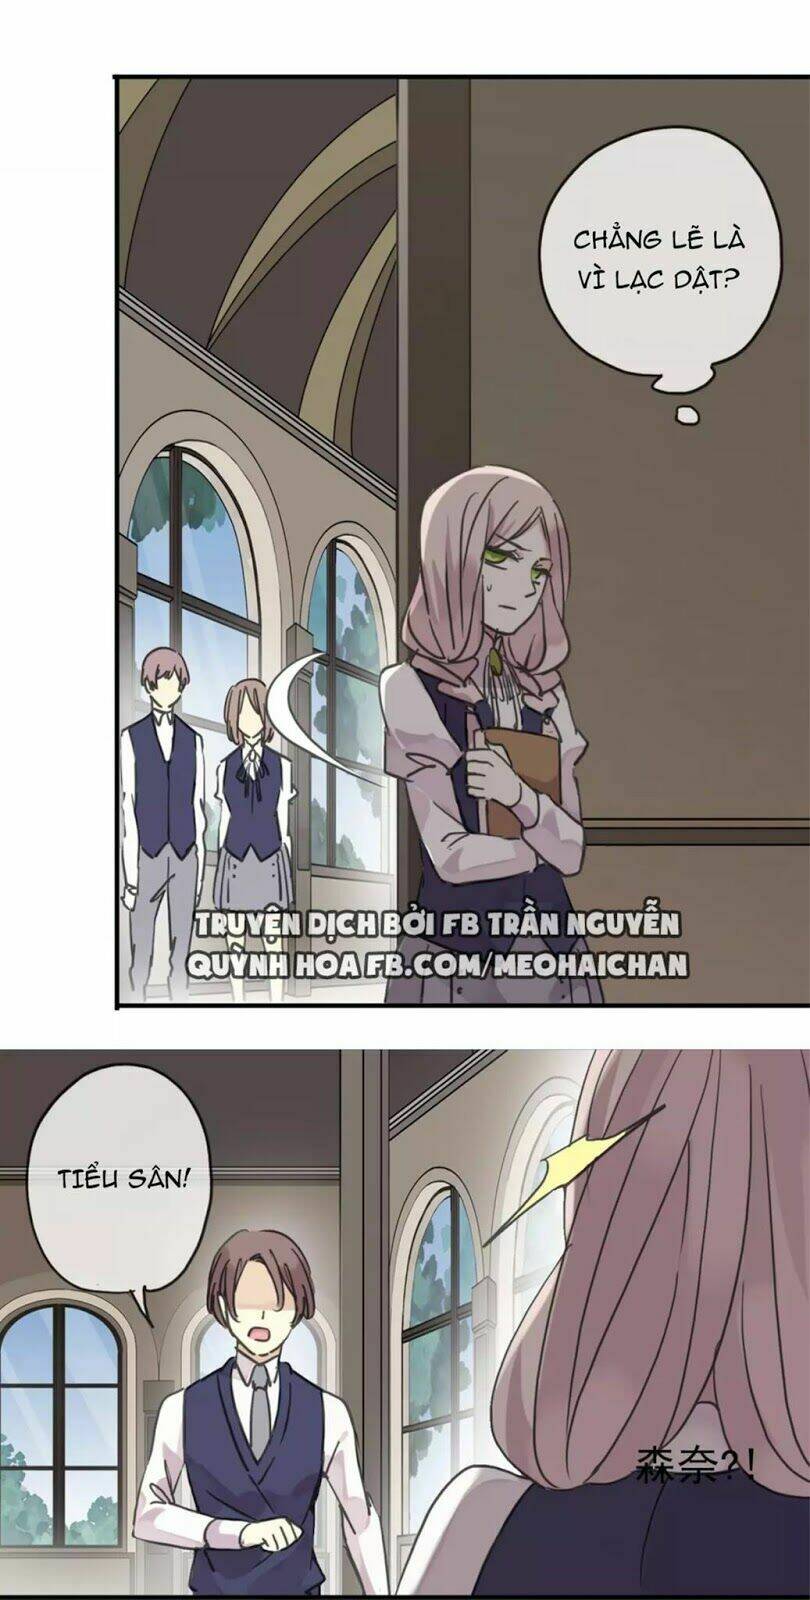 CHẲNG LẼ LÀ
VÌ LẠC DẬT?
TRUYỆN DỊCH BỞI FB TRẦN NGUYỄN
QUỲNH HOA FB.COM/MEOHAICHAN
TIỂU SÂN!
森奈?!